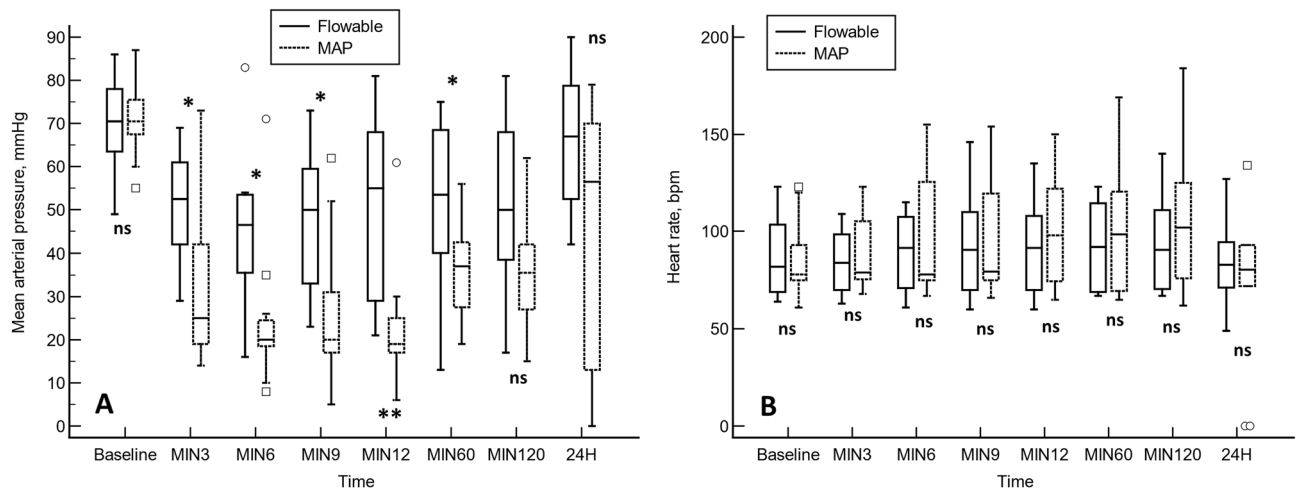 Flowable
MAP
Mean arterial pressure, mmHg
90
80
70
60
50
40
30
20
10
0
ns
*
*
*
**
*
ns
ns
A
Baseline MIN3 MIN6 MIN9 MIN12 MIN60 MIN120 24H
Time
Flowable
MAP
Heart rate, bpm
200
150
100
50
0
ns
ns
ns
ns
ns
ns
ns
ns
B
Baseline MIN3 MIN6 MIN9 MIN12 MIN60 MIN120 24H
Time